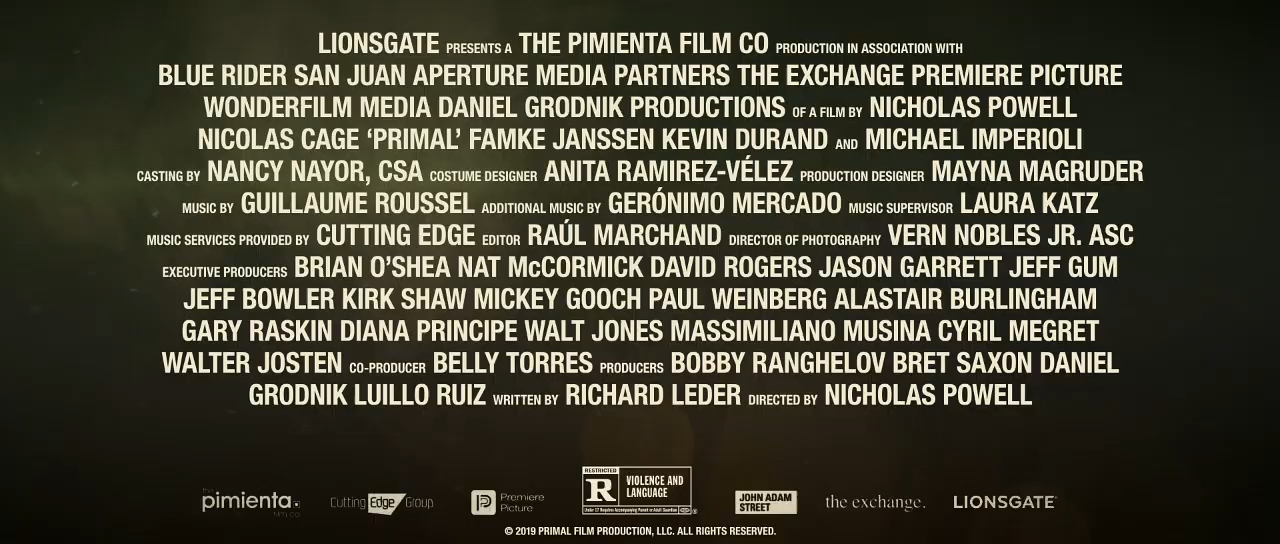 LIONSGATE PRESENTS A THE PIMIENTA FILM CO PRODUCTION IN ASSOCIATION WITH
BLUE RIDER SAN JUAN APERTURE MEDIA PARTNERS THE EXCHANGE PREMIERE PICTURE
WONDERFILM MEDIA DANIEL GRODNIK PRODUCTIONS OF A FILM BY NICHOLAS POWELL
NICOLAS CAGE ‘PRIMAL’ FAMKE JANSSEN KEVIN DURAND AND MICHAEL IMPERIOLI
CASTING BY NANCY NAYOR, CSA COSTUME DESIGNER ANITA RAMIREZ-VÉLEZ PRODUCTION DESIGNER MAYNA MAGRUDER
MUSIC BY GUILLAUME ROUSSEL ADDITIONAL MUSIC BY GERÓNIMO MERCADO MUSIC SUPERVISOR LAURA KATZ
MUSIC SERVICES PROVIDED BY CUTTING EDGE EDITOR RAÚL MARCHAND DIRECTOR OF PHOTOGRAPHY VERN NOBLES JR. ASC
EXECUTIVE PRODUCERS BRIAN O’SHEA NAT McCORMICK DAVID ROGERS JASON GARRETT JEFF GUM
JEFF BOWLER KIRK SHAW MICKEY GOOCH PAUL WEINBERG ALASTAIR BURLINGHAM
GARY RASKIN DIANA PRINCIPE WALT JONES MASSIMILIANO MUSINA CYRIL MEGRET
WALTER JOSTEN CO-PRODUCER BELLY TORRES PRODUCERS BOBBY RANGHELOV BRET SAXON DANIEL
GRODNIK LUILLO RUIZ WRITTEN BY RICHARD LEDER DIRECTED BY NICHOLAS POWELL
pimienta
Cutting Edge Group
Premiere
Picture
RESTRICTED
R
VIOLENCE AND
LANGUAGE
Under 17 Requires Accompanying Parent or Adult Guardian
JOHN ADAM
STREET
the exchange.
LIONSGATE
© 2019 PRIMAL FILM PRODUCTION, LLC. ALL RIGHTS RESERVED.